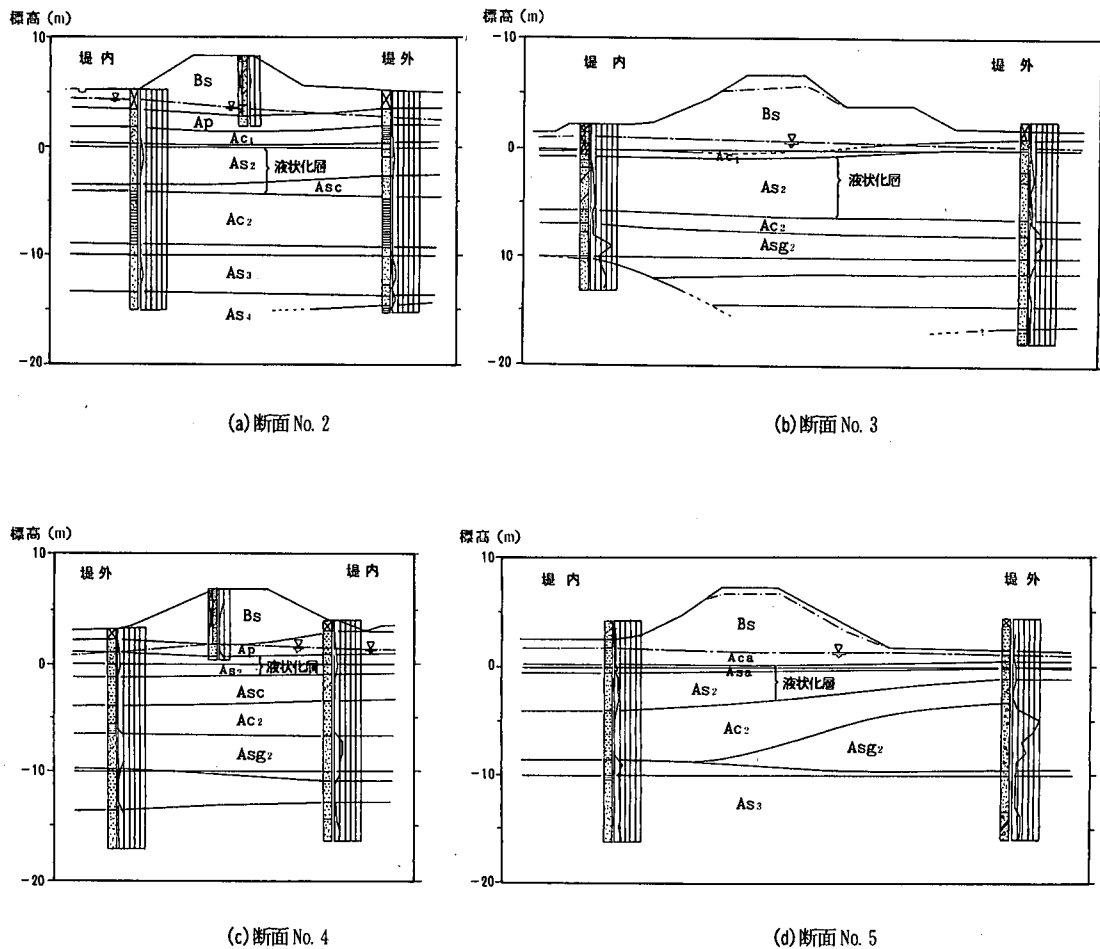 標高 (m)
10
堤 内
堤 外
Bs
Ap
Ac₁
0
As₂
液状化層
Asc
Ac₂
-10
As₃
As₄
-20
(a)断面 No. 2
標高 (m)
-10
堤 内
堤 外
Bs
0
Ac₁
As₂
液状化層
Ac₂
Asg₂
10
-20
(b)断面 No. 3
標高 (m)
10
堤 外
堤 内
Bs
Ap
0
As₂
液状化層
Asc
Ac₂
Asg₂
-10
-20
(c)断面 No. 4
標高 (m)
10
堤 内
堤 外
Bs
Aca
0
Asa
As₂
液状化層
Ac₂
Asg₂
-10
As₃
-20
(d)断面 No. 5